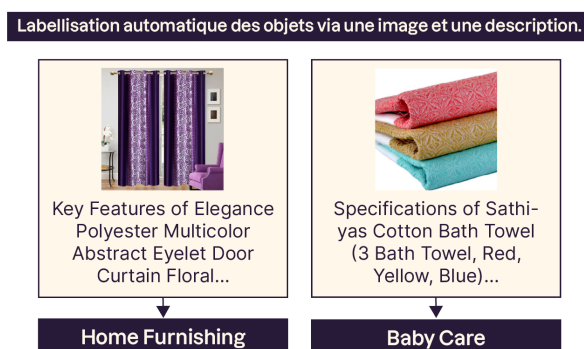 Labellisation automatique des objets via une image et une description.
Key Features of Elegance
Polyester Multicolor
Abstract Eyelet Door
Curtain Floral...
Home Furnishing
Specifications of Sathi-
yas Cotton Bath Towel
(3 Bath Towel, Red,
Yellow, Blue)...
Baby Care